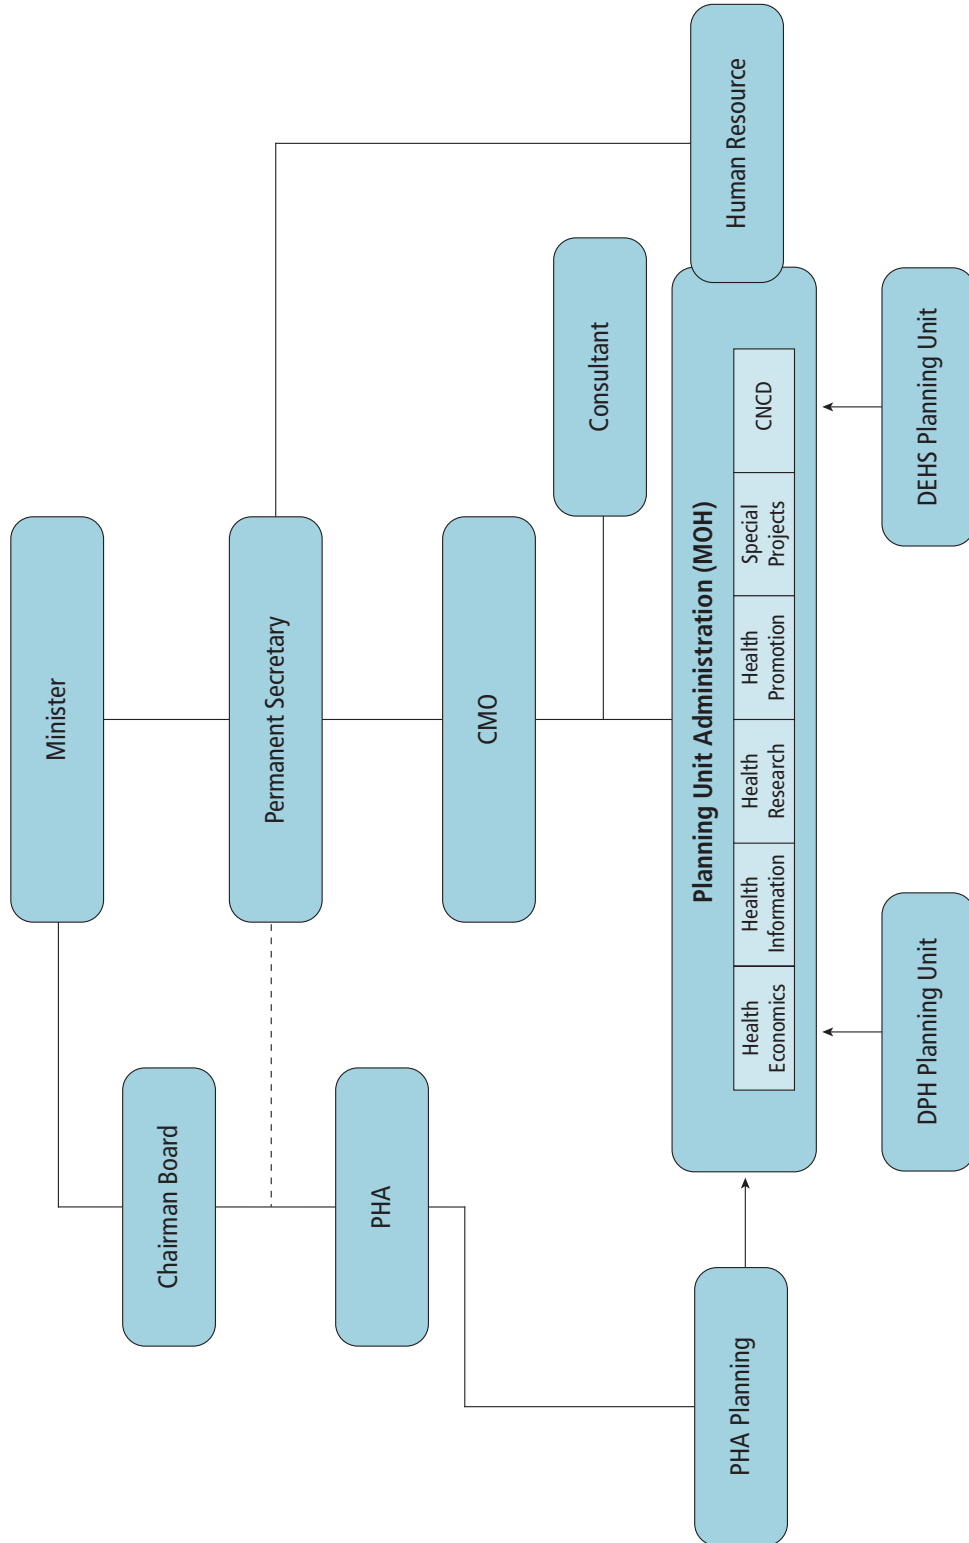 Minister
Chairman Board
Permanent Secretary
PHA
CMO
Consultant
PHA Planning
Planning Unit Administration (MOH)
Human Resource
Health
Economics
Health
Information
Health
Research
Health
Promotion
Special
Projects
CNCD
DPH Planning Unit
DEHS Planning Unit